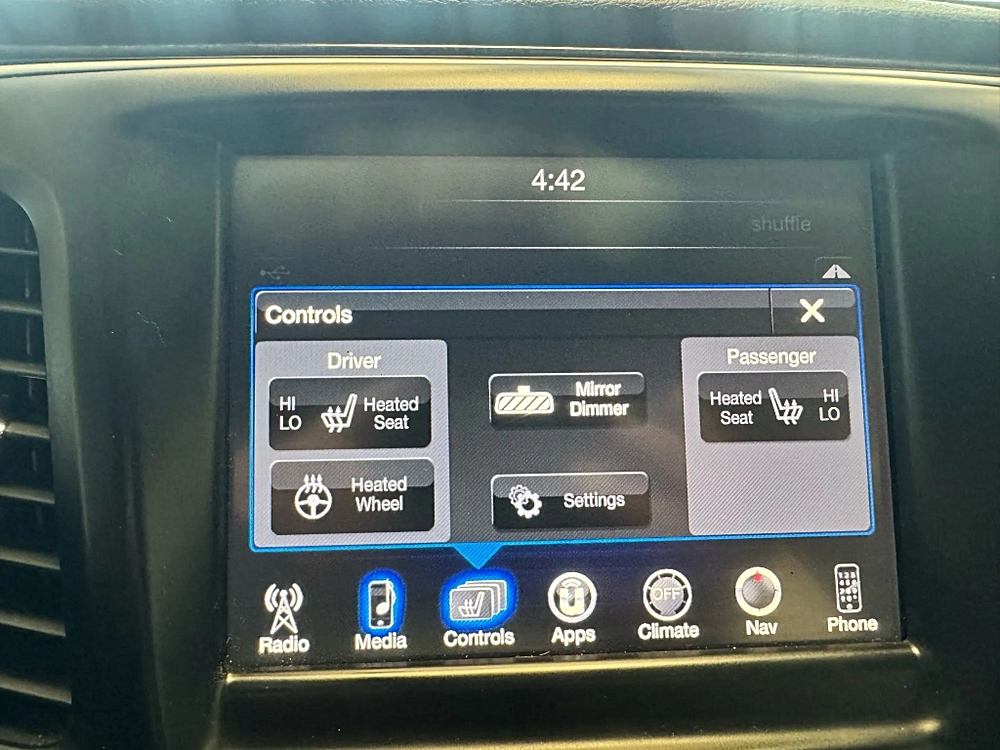 4:42
shuffle
Controls
X
Driver
HI
LO
Heated
Seat
Heated
Wheel
Mirror
Dimmer
Settings
Passenger
Heated
Seat
HI
LO
Radio
Media
Controls
Apps
OFF
Climate
Nav
Phone